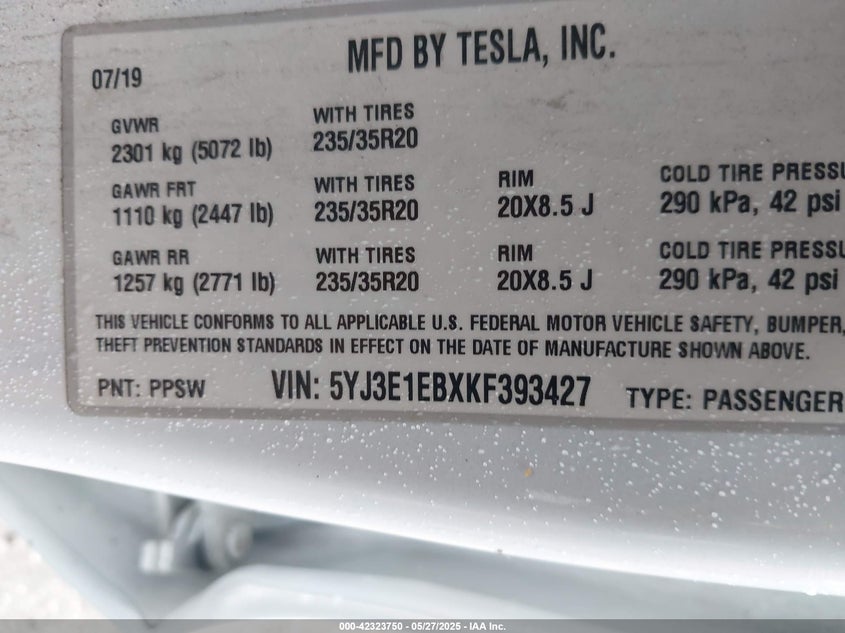 MFD BY TESLA, INC.
07/19
GVWR WITH TIRES
2301 kg (5072 lb) 235/35R20
GAWR FRT WITH TIRES RIM COLD TIRE PRESSU
1110 kg (2447 lb) 235/35R20 20X8.5 J 290 kPa, 42 psi
GAWR RR WITH TIRES RIM COLD TIRE PRESSU
1257 kg (2771 lb) 235/35R20 20X8.5 J 290 kPa, 42 psi
THIS VEHICLE CONFORMS TO ALL APPLICABLE U.S. FEDERAL MOTOR VEHICLE SAFETY, BUMPER,
THEFT PREVENTION STANDARDS IN EFFECT ON THE DATE OF MANUFACTURE SHOWN ABOVE.
PNT: PPSW VIN: 5YJ3E1EBXKF393427 TYPE: PASSENGER
000-42323750 - 05/27/2025 - IAA Inc.